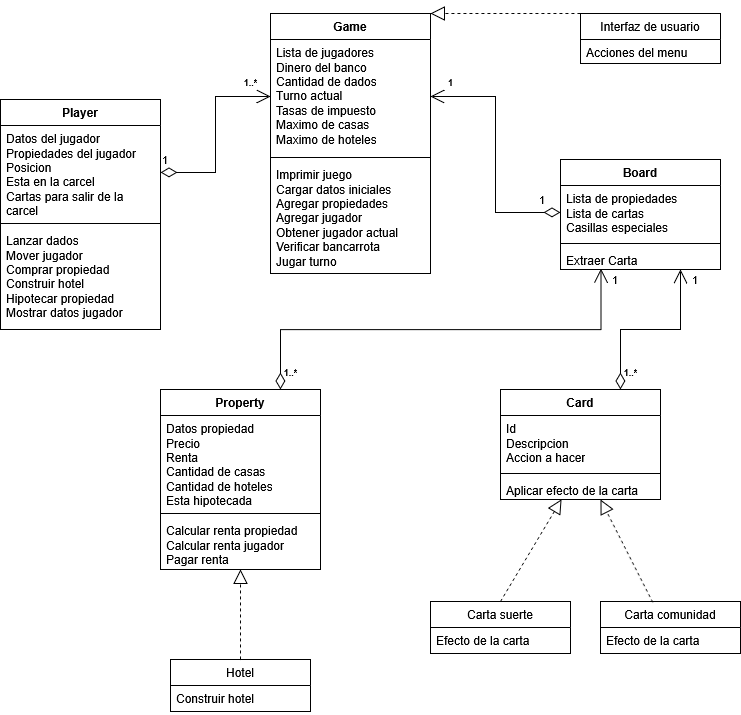 Game
Lista de jugadores
Dinero del banco
Cantidad de dados
Turno actual
Tasas de impuesto
Maximo de casas
Maximo de hoteles
Imprimir juego
Cargar datos iniciales
Agregar propiedades
Agregar jugador
Obtener jugador actual
Verificar bancarrota
Jugar turno
Interfaz de usuario
Acciones del menu
1..*
1
Player
Datos del jugador
Propiedades del jugador
Posicion
Esta en la carcel
Cartas para salir de la
carcel
Lanzar dados
Mover jugador
Comprar propiedad
Construir hotel
Hipotecar propiedad
Mostrar datos jugador
1
1
Board
Lista de propiedades
Lista de cartas
Casillas especiales
Extraer Carta
1
1
1..*
1..*
Property
Datos propiedad
Precio
Renta
Cantidad de casas
Cantidad de hoteles
Esta hipotecada
Calcular renta propiedad
Calcular renta jugador
Pagar renta
Card
Id
Descripcion
Accion a hacer
Aplicar efecto de la carta
Carta suerte
Efecto de la carta
Carta comunidad
Efecto de la carta
Hotel
Construir hotel